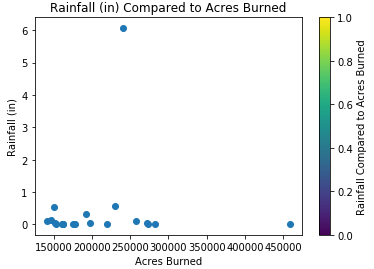 Rainfall (in) Compared to Acres Burned
6
5
4
3
2
1
0
Rainfall (in)
150000 200000 250000 300000 350000 400000 450000
Acres Burned
1.0
0.8
0.6
0.4
0.2
0.0
Rainfall Compared to Acres Burned